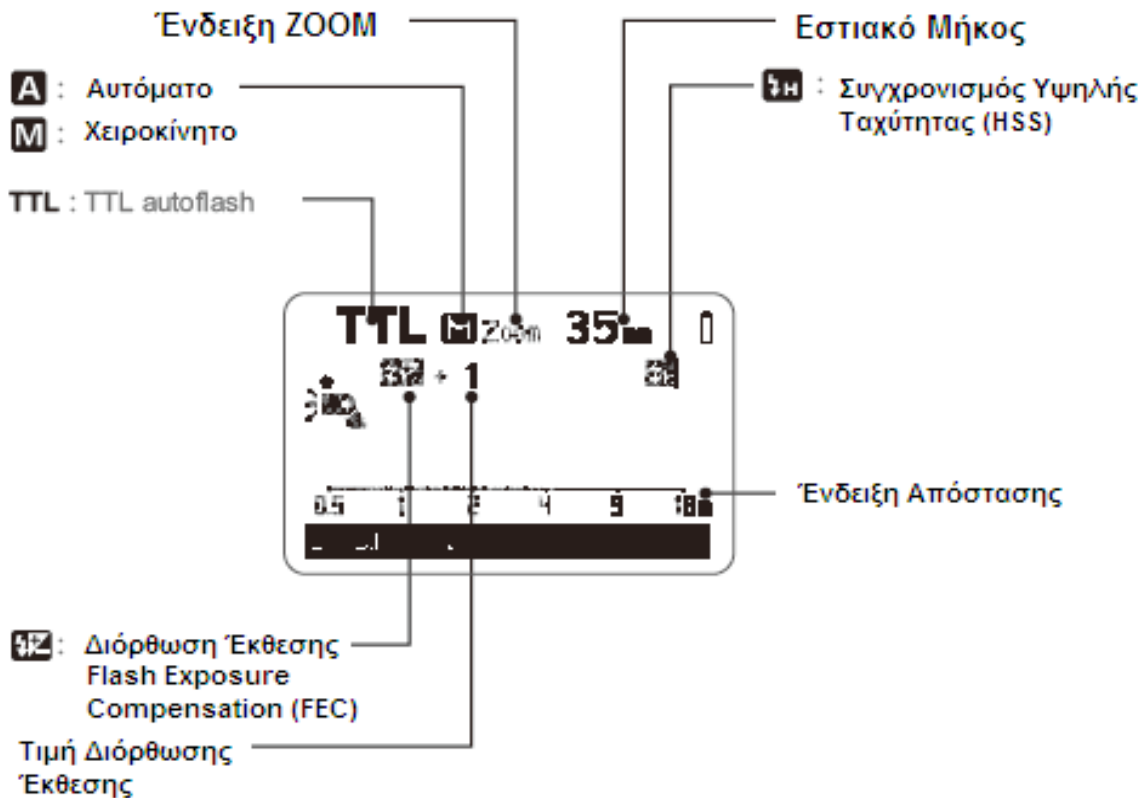 Ένδειξη ZOOM
Εστιακό Μήκος
A : Αυτόματο
M : Χειροκίνητο
H : Συγχρονισμός Υψηλής
Ταχύτητας (HSS)
TTL : TTL autoflash
TTL M Zoom 35
+ 1
0.5 1 2 4 9 18
Ένδειξη Απόστασης
: Διόρθωση Έκθεσης
Flash Exposure
Compensation (FEC)
Τιμή Διόρθωσης
Έκθεσης